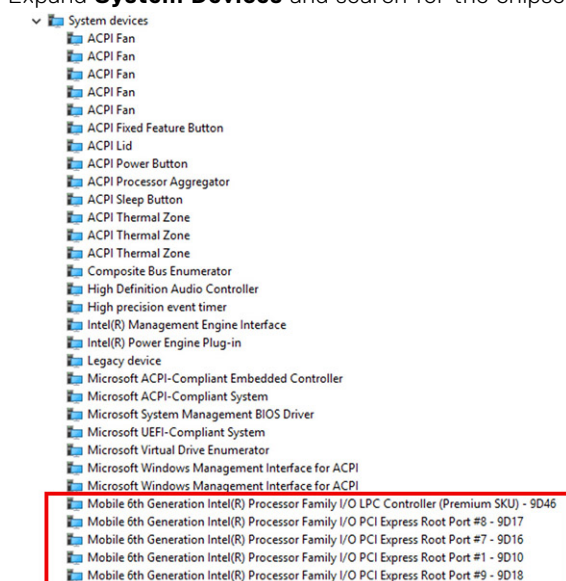 Expand System Devices and search for the chipse
System devices
ACPI Fan
ACPI Fan
ACPI Fan
ACPI Fan
ACPI Fan
ACPI Fixed Feature Button
ACPI Lid
ACPI Power Button
ACPI Processor Aggregator
ACPI Sleep Button
ACPI Thermal Zone
ACPI Thermal Zone
ACPI Thermal Zone
Composite Bus Enumerator
High Definition Audio Controller
High precision event timer
Intel(R) Management Engine Interface
Intel(R) Power Engine Plug-in
Legacy device
Microsoft ACPI-Compliant Embedded Controller
Microsoft ACPI-Compliant System
Microsoft System Management BIOS Driver
Microsoft UEFI-Compliant System
Microsoft Virtual Drive Enumerator
Microsoft Windows Management Interface for ACPI
Microsoft Windows Management Interface for ACPI
Mobile 6th Generation Intel(R) Processor Family I/O LPC Controller (Premium SKU) - 9D46
Mobile 6th Generation Intel(R) Processor Family I/O PCI Express Root Port #8 - 9D17
Mobile 6th Generation Intel(R) Processor Family I/O PCI Express Root Port #7 - 9D16
Mobile 6th Generation Intel(R) Processor Family I/O PCI Express Root Port #1 - 9D10
Mobile 6th Generation Intel(R) Processor Family I/O PCI Express Root Port #9 - 9D18